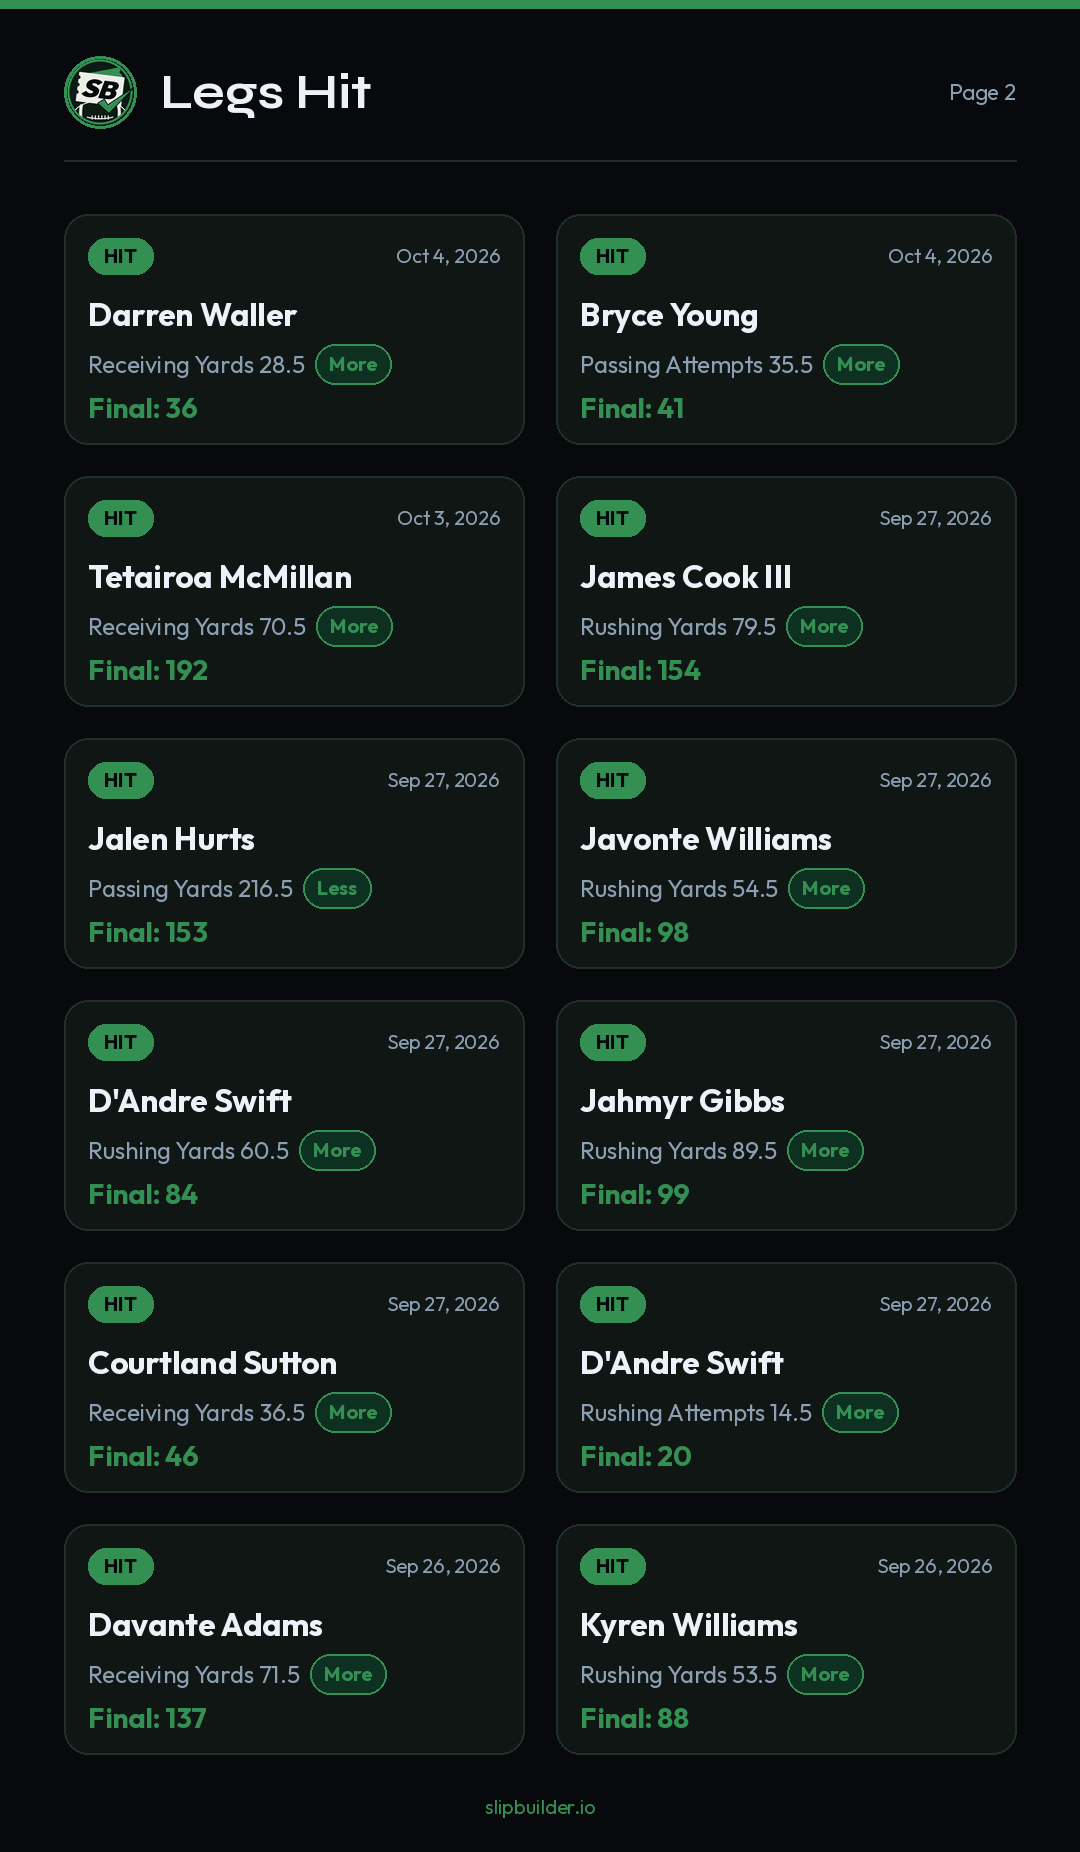 SB
Legs Hit
Page 2
HIT
Oct 4, 2026
Darren Waller
Receiving Yards 28.5 More
Final: 36
HIT
Oct 4, 2026
Bryce Young
Passing Attempts 35.5 More
Final: 41
HIT
Oct 3, 2026
Tetairoa McMillan
Receiving Yards 70.5 More
Final: 192
HIT
Sep 27, 2026
James Cook III
Rushing Yards 79.5 More
Final: 154
HIT
Sep 27, 2026
Jalen Hurts
Passing Yards 216.5 Less
Final: 153
HIT
Sep 27, 2026
Javonte Williams
Rushing Yards 54.5 More
Final: 98
HIT
Sep 27, 2026
D'Andre Swift
Rushing Yards 60.5 More
Final: 84
HIT
Sep 27, 2026
Jahmyr Gibbs
Rushing Yards 89.5 More
Final: 99
HIT
Sep 27, 2026
Courtland Sutton
Receiving Yards 36.5 More
Final: 46
HIT
Sep 27, 2026
D'Andre Swift
Rushing Attempts 14.5 More
Final: 20
HIT
Sep 26, 2026
Davante Adams
Receiving Yards 71.5 More
Final: 137
HIT
Sep 26, 2026
Kyren Williams
Rushing Yards 53.5 More
Final: 88
slipbuilder.io